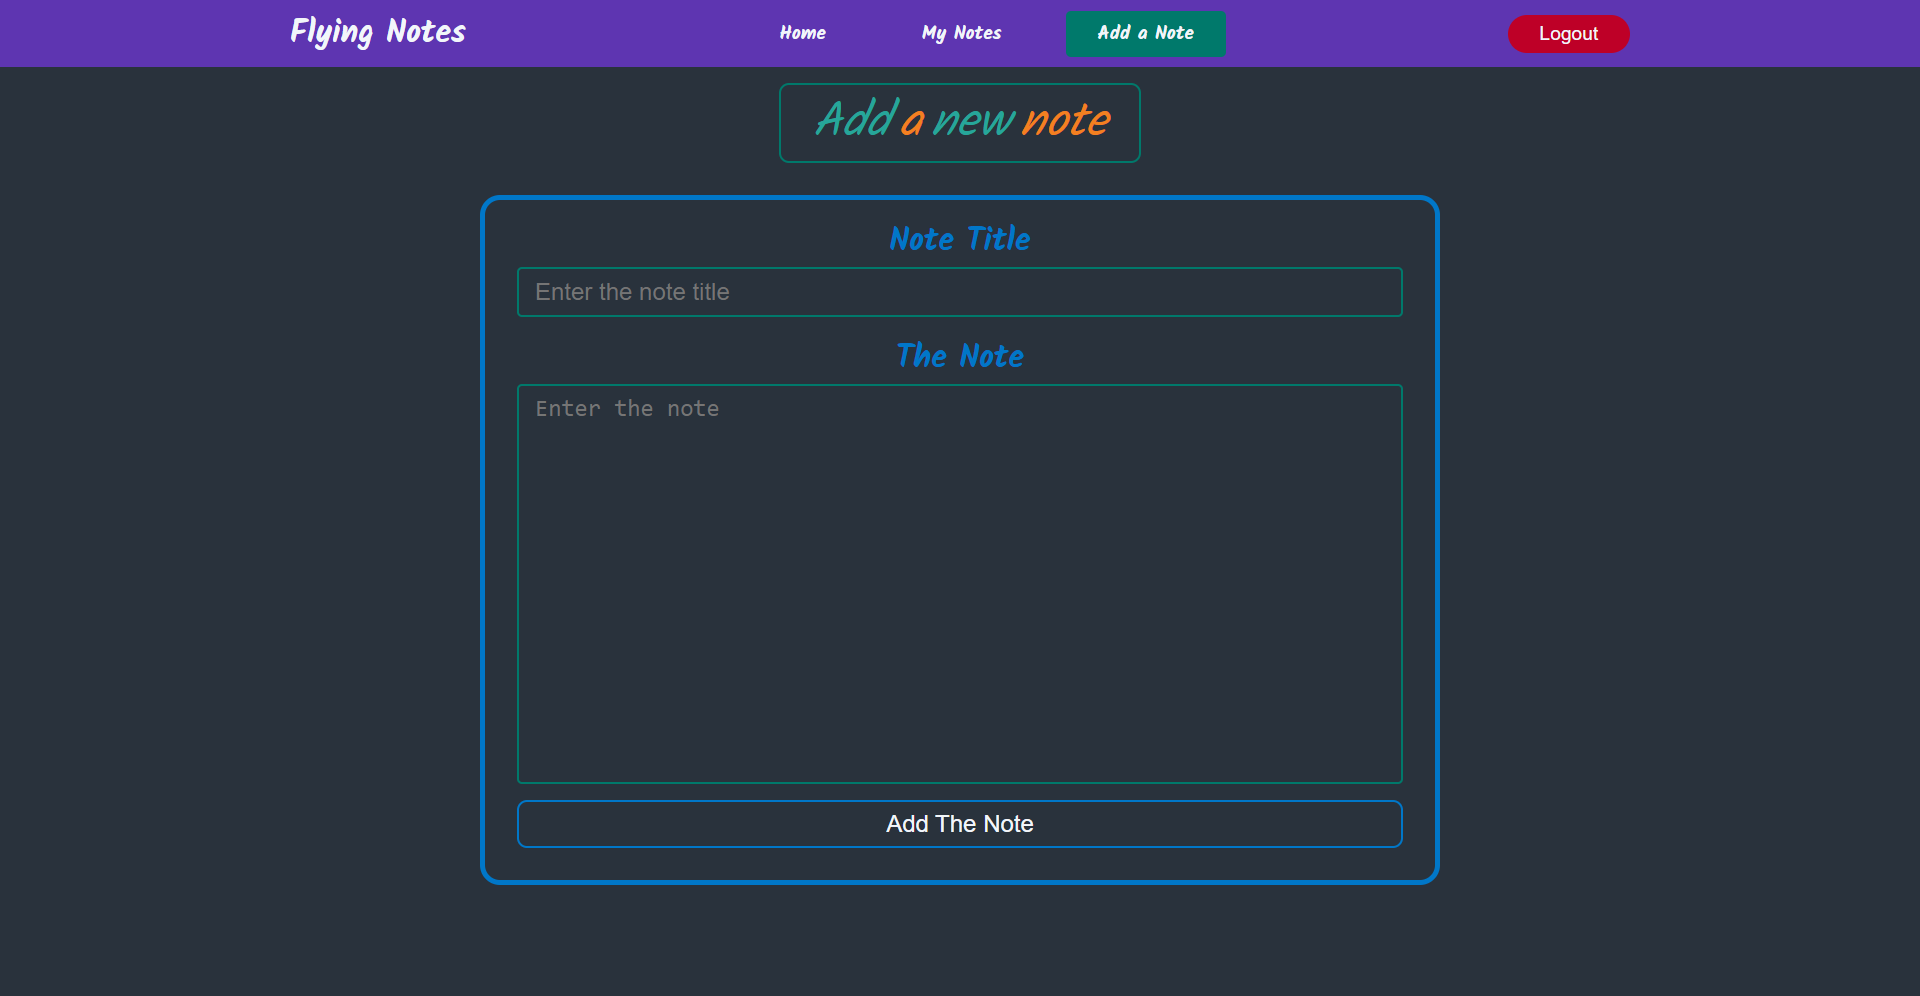 Flying Notes Home My Notes Add a Note Logout
Add a new note
Note Title
Enter the note title
The Note
Enter the note
Add The Note